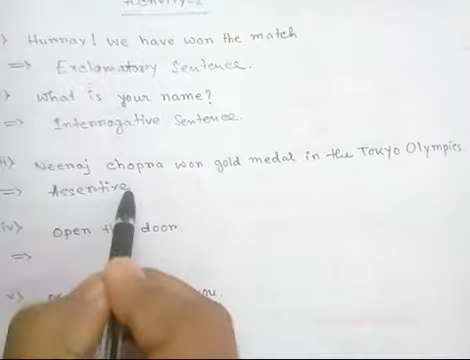 i) Hurray! We have won the match
=> Exclamatory Sentence.
What is your name?
=> Interrogative Sentence.
Neeraj chopra won gold medal in the Tokyo Olympics
=> Assertive
iv) Open the door.
=>
v)